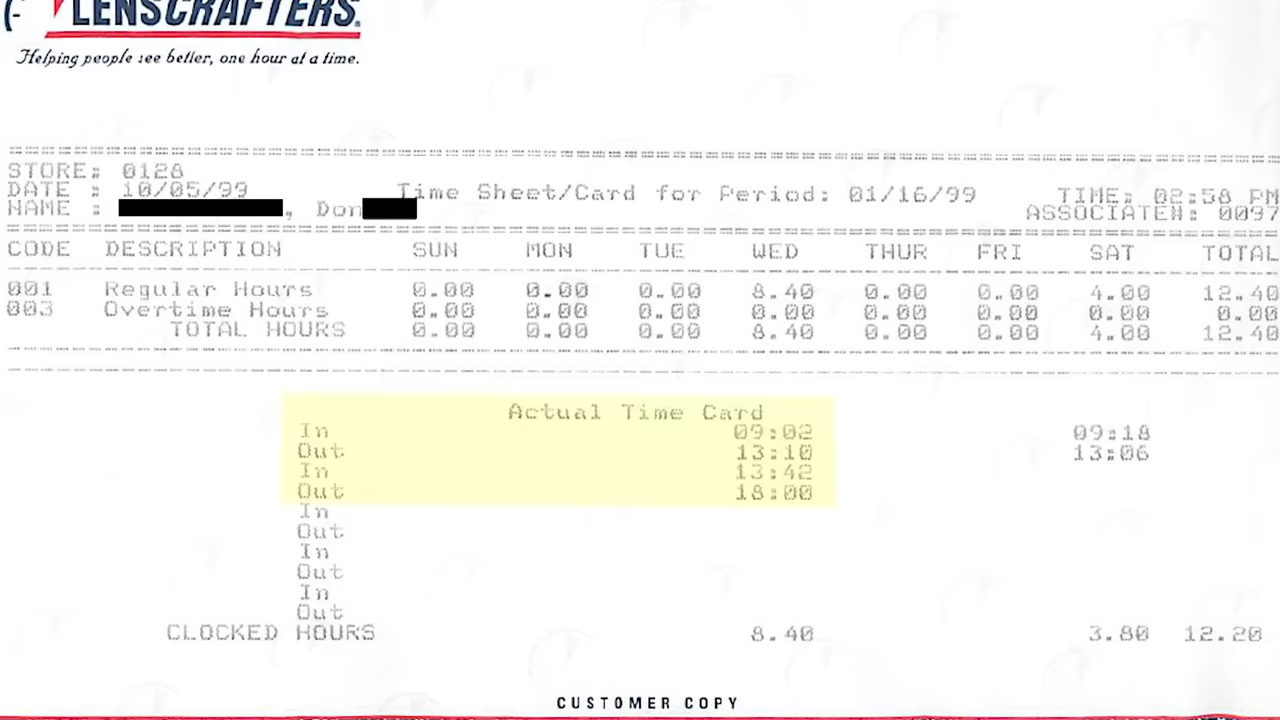 LENSCRAFTERS
Helping people see better, one hour at a time.
STORE: 0128
DATE : 10/05/99 Time Sheet/Card for Period: 01/16/99 TIME: 02:58 PM
NAME : , Don ASSOCIATE#: 0097
CODE DESCRIPTION SUN MON TUE WED THUR FRI SAT TOTAL
001 Regular Hours 0.00 0.00 0.00 8.40 0.00 0.00 4.00 12.40
003 Overtime Hours 0.00 0.00 0.00 0.00 0.00 0.00 0.00 0.00
TOTAL HOURS 0.00 0.00 0.00 8.40 0.00 0.00 4.00 12.40
Actual Time Card
In 09:02 09:18
Out 13:10 13:06
In 13:42
Out 18:00
In
Out
In
Out
In
Out
CLOCKED HOURS 8.40 3.80 12.20
CUSTOMER COPY